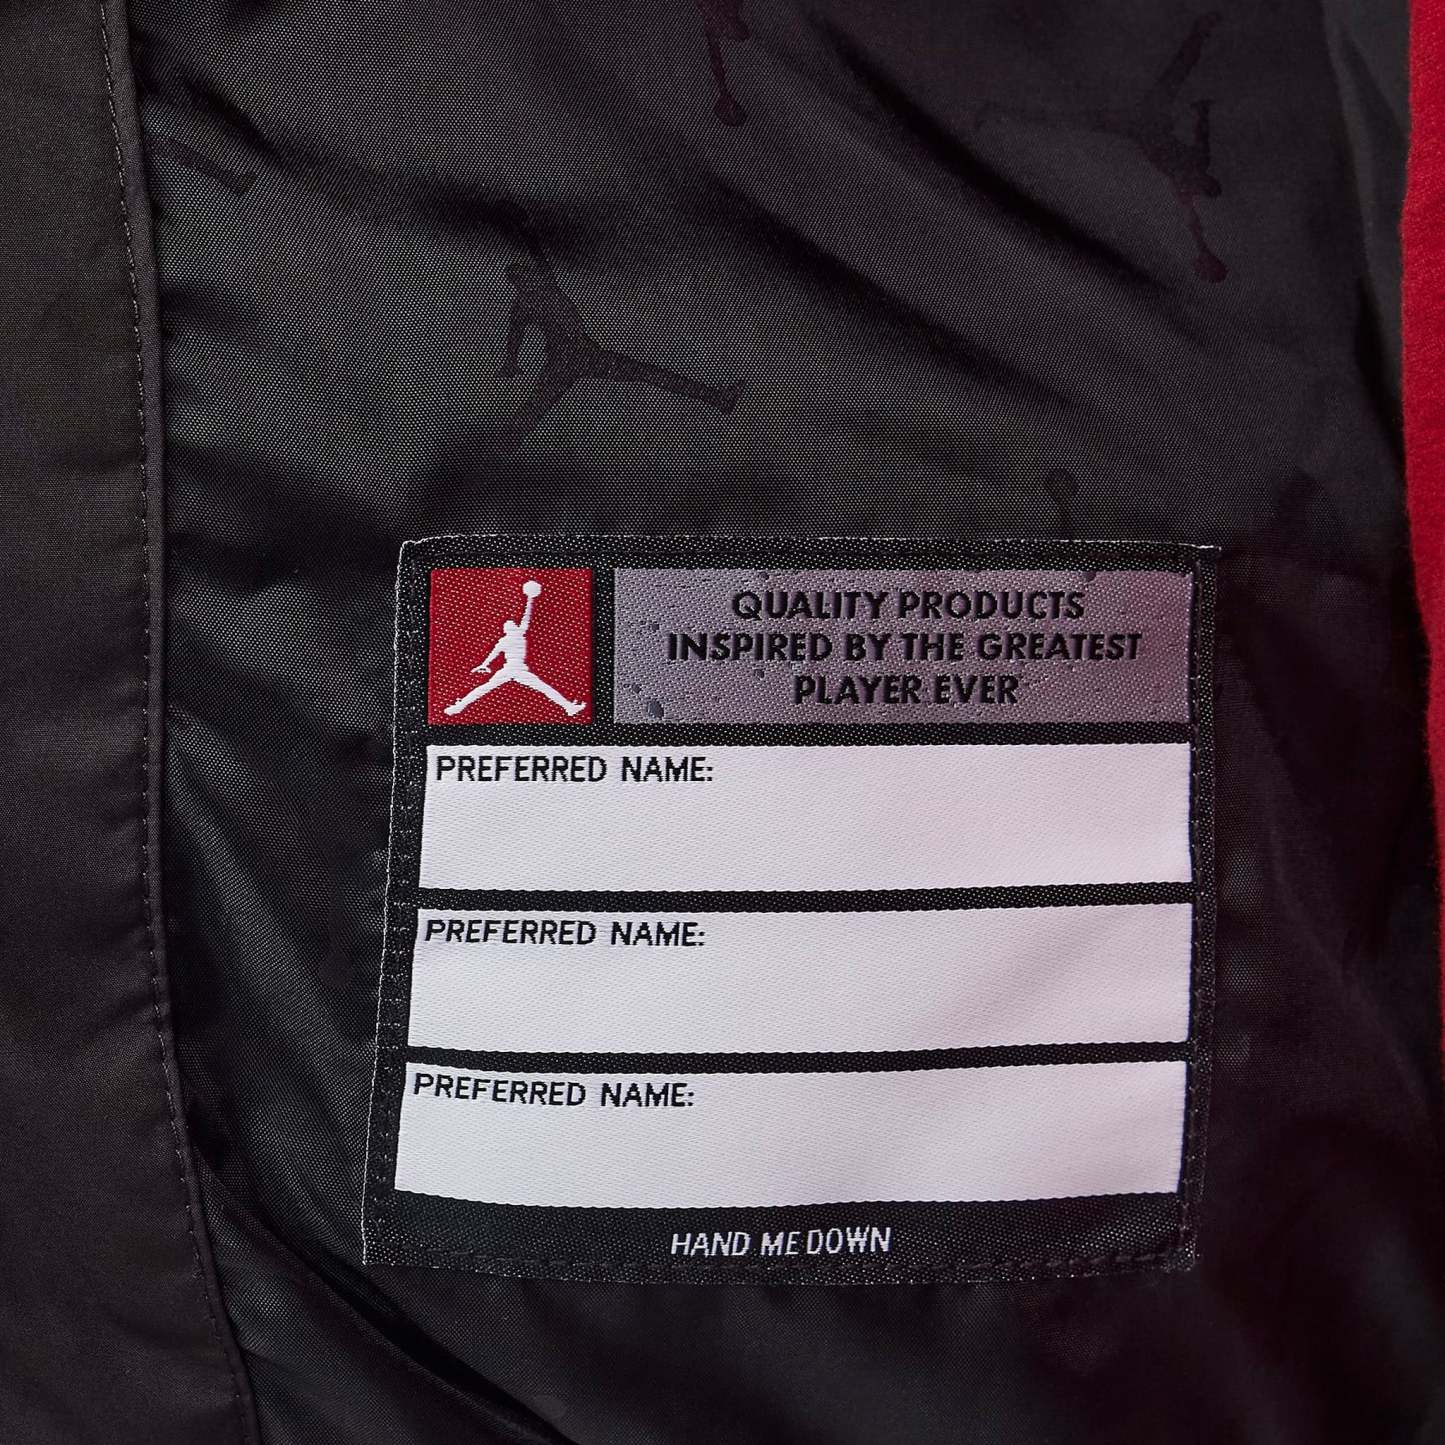 QUALITY PRODUCTS
INSPIRED BY THE GREATEST
PLAYER EVER
PREFERRED NAME:
PREFERRED NAME:
PREFERRED NAME:
HAND ME DOWN